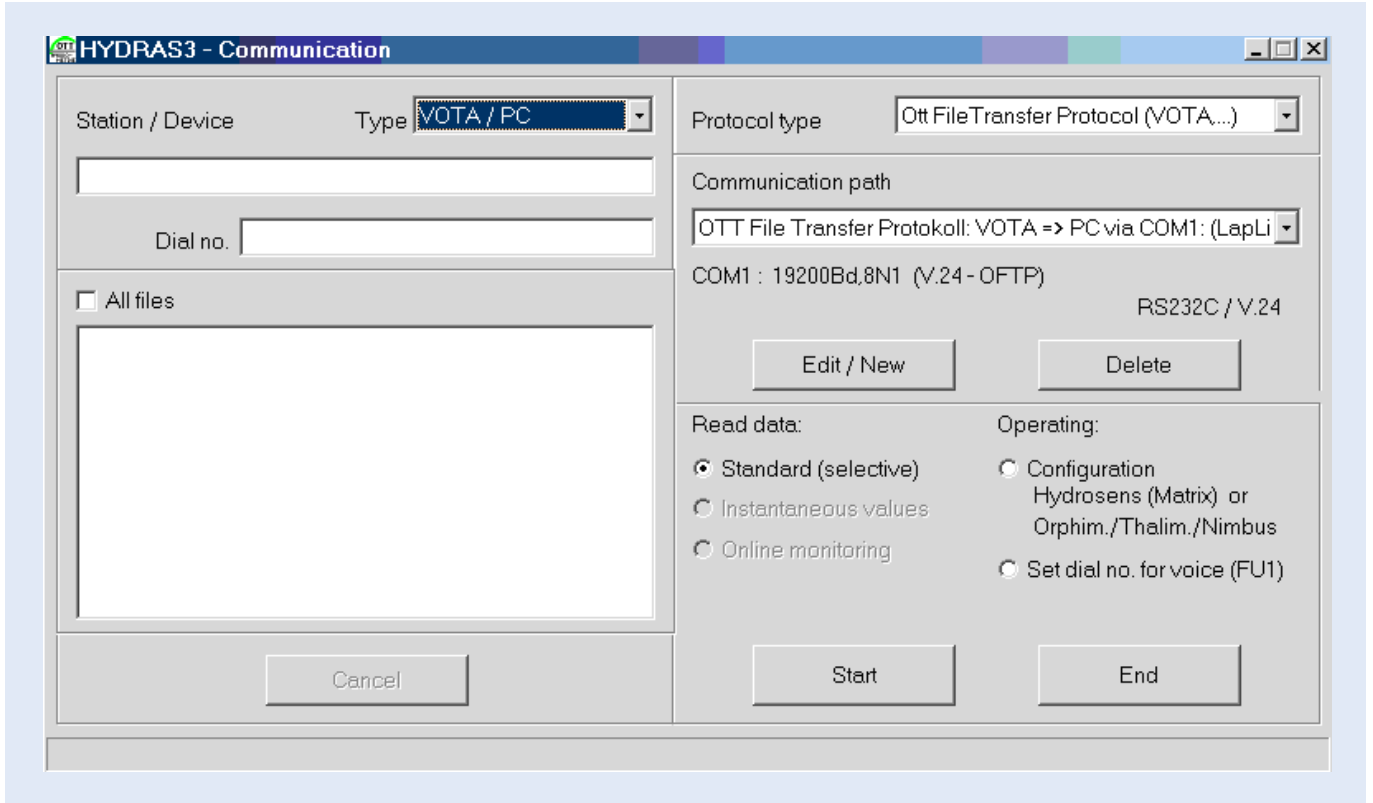 HYDRAS3 - Communication
Station / Device Type VOTA / PC
Dial no.
All files
Cancel
Protocol type Ott FileTransfer Protocol (VOTA,...)
Communication path
OTT File Transfer Protokoll: VOTA => PC via COM1: (LapLi
COM1 : 19200Bd,8N1 (V.24 - OFTP)
RS232C / V.24
Edit / New Delete
Read data:
Standard (selective)
Instantaneous values
Online monitoring
Operating:
Configuration
Hydrosens (Matrix) or
Orphim./Thalim./Nimbus
Set dial no. for voice (FU1)
Start End